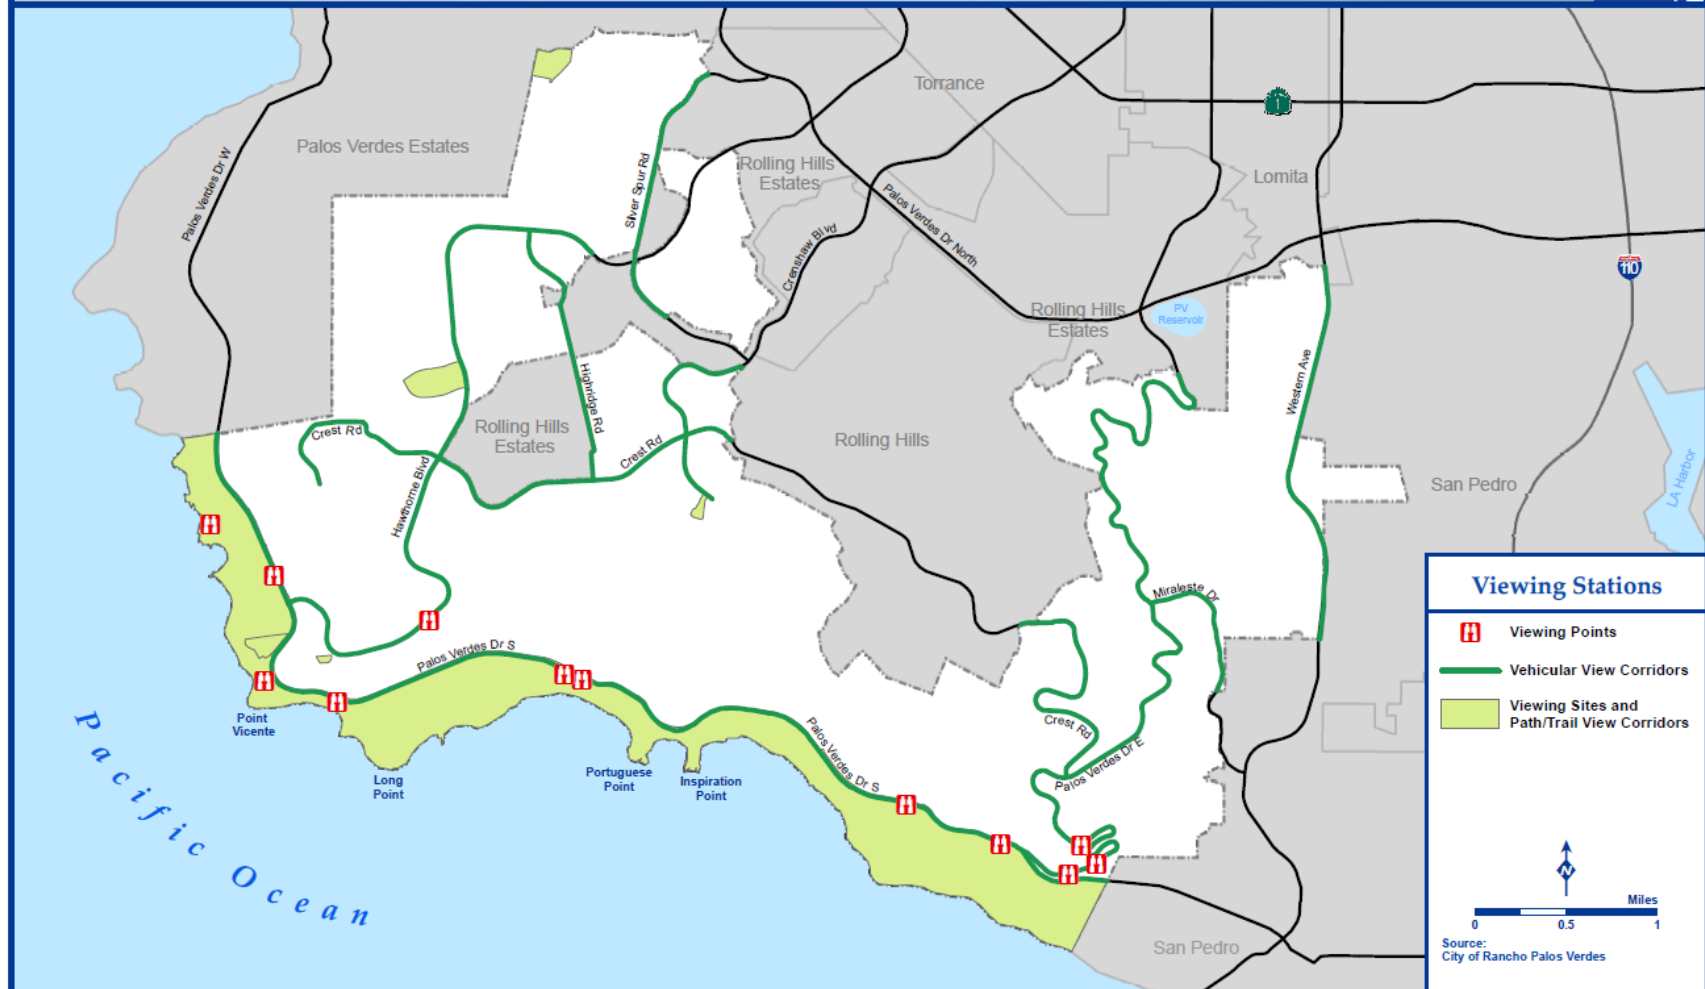 Torrance
1
Palos Verdes Estates
Palos Verdes Dr W
Silver Spur Rd
Rolling Hills
Estates
Lomita
Palos Verdes Dr North
Crenshaw Blvd
110
Rolling Hills
Estates
PV
Reservoir
Western Ave
Highridge Rd
Rolling Hills
Estates
Crest Rd
Crest Rd
Rolling Hills
Hawthorne Blvd
San Pedro
LA Harbor
Miraleste Dr
Palos Verdes Dr S
Point
Vicente
Long
Point
Portuguese
Point
Inspiration
Point
Palos Verdes Dr S
Crest Rd
Palos Verdes Dr E
Pacific Ocean
San Pedro
Viewing Stations
Viewing Points
Vehicular View Corridors
Viewing Sites and
Path/Trail View Corridors
N
Miles
0 0.5 1
Source:
City of Rancho Palos Verdes